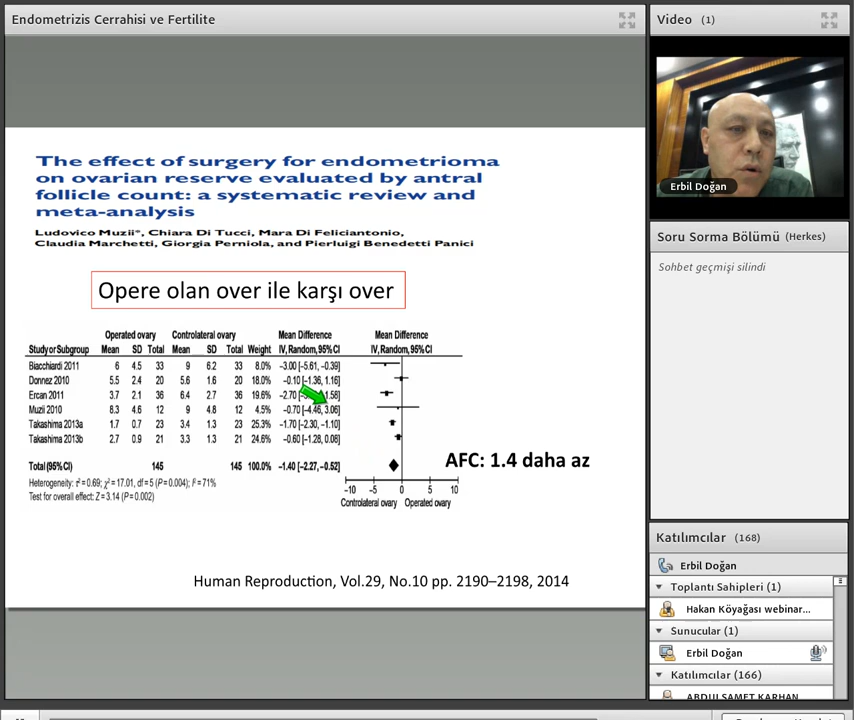 Endometrizis Cerrahisi ve Fertilite
The effect of surgery for endometrioma
on ovarian reserve evaluated by antral
follicle count: a systematic review and
meta-analysis
Ludovico Muzii*, Chiara Di Tucci, Mara Di Feliciantonio,
Claudia Marchetti, Giorgia Perniola, and Pierluigi Benedetti Panici
Opere olan over ile karşı over
Operated ovary Controlateral ovary Mean Difference Mean Difference
Study or Subgroup Mean SD Total Mean SD Total Weight IV, Random, 95% CI IV, Random, 95% CI
Biacchiardi 2011 6 4.5 33 9 6.2 33 8.0% −3.00 [−5.61, −0.39]
Donnez 2010 5.5 2.4 20 5.6 1.6 20 18.0% −0.10 [−1.36, 1.16]
Ercan 2011 3.7 2.1 36 6.4 2.7 36 19.6% −2.70 1.58]
Muzii 2010 8.3 4.6 12 9 4.8 12 4.5% −0.70 [−4.46, 3.06]
Takashima 2013a 1.7 0.7 23 3.4 1.3 23 25.3% −1.70 [−2.30, −1.10]
Takashima 2013b 2.7 0.9 21 3.3 1.3 21 24.6% −0.60 [−1.28, 0.08]
Total (95% CI) 145 145 100.0% −1.40 [−2.27, −0.52]
Heterogeneity: τ² = 0.69; χ² = 17.01, df = 5 (P = 0.004); I² = 71%
Test for overall effect: Z = 3.14 (P = 0.002)
−10 −5 0 5 10
Controlateral ovary Operated ovary
AFC: 1.4 daha az
Human Reproduction, Vol.29, No.10 pp. 2190–2198, 2014
Video (1)
Erbil Doğan
Soru Sorma Bölümü (Herkes)
Sohbet geçmişi silindi
Katılımcılar (168)
Erbil Doğan
Toplantı Sahipleri (1)
Hakan Köyağası webinar...
Sunucular (1)
Erbil Doğan
Katılımcılar (166)
ABDULSAMET KARHAN